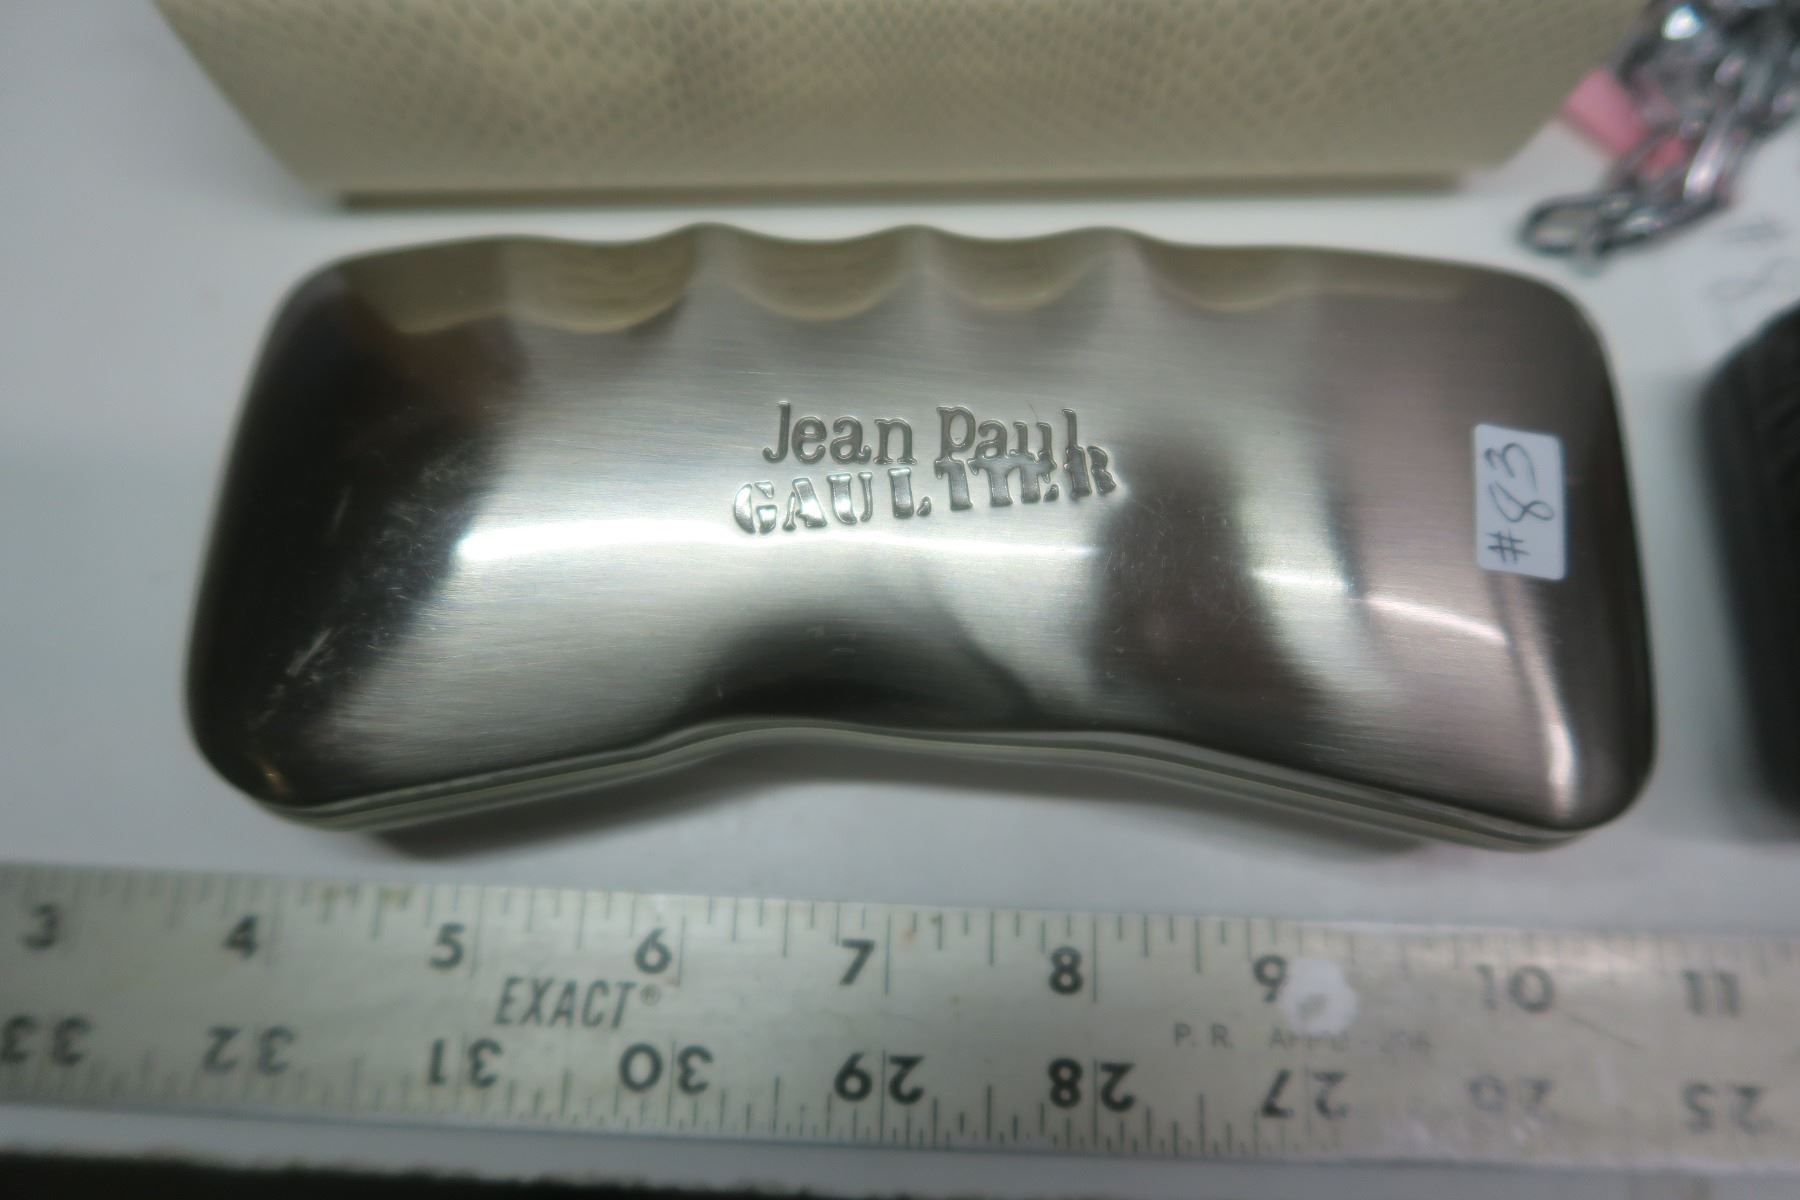 Jean Paul
GAULTIER
#83
3 4 5 6 7 8 9 10 11
EXACT®
P. R.
33 32 31 30 29 28 27 26 25